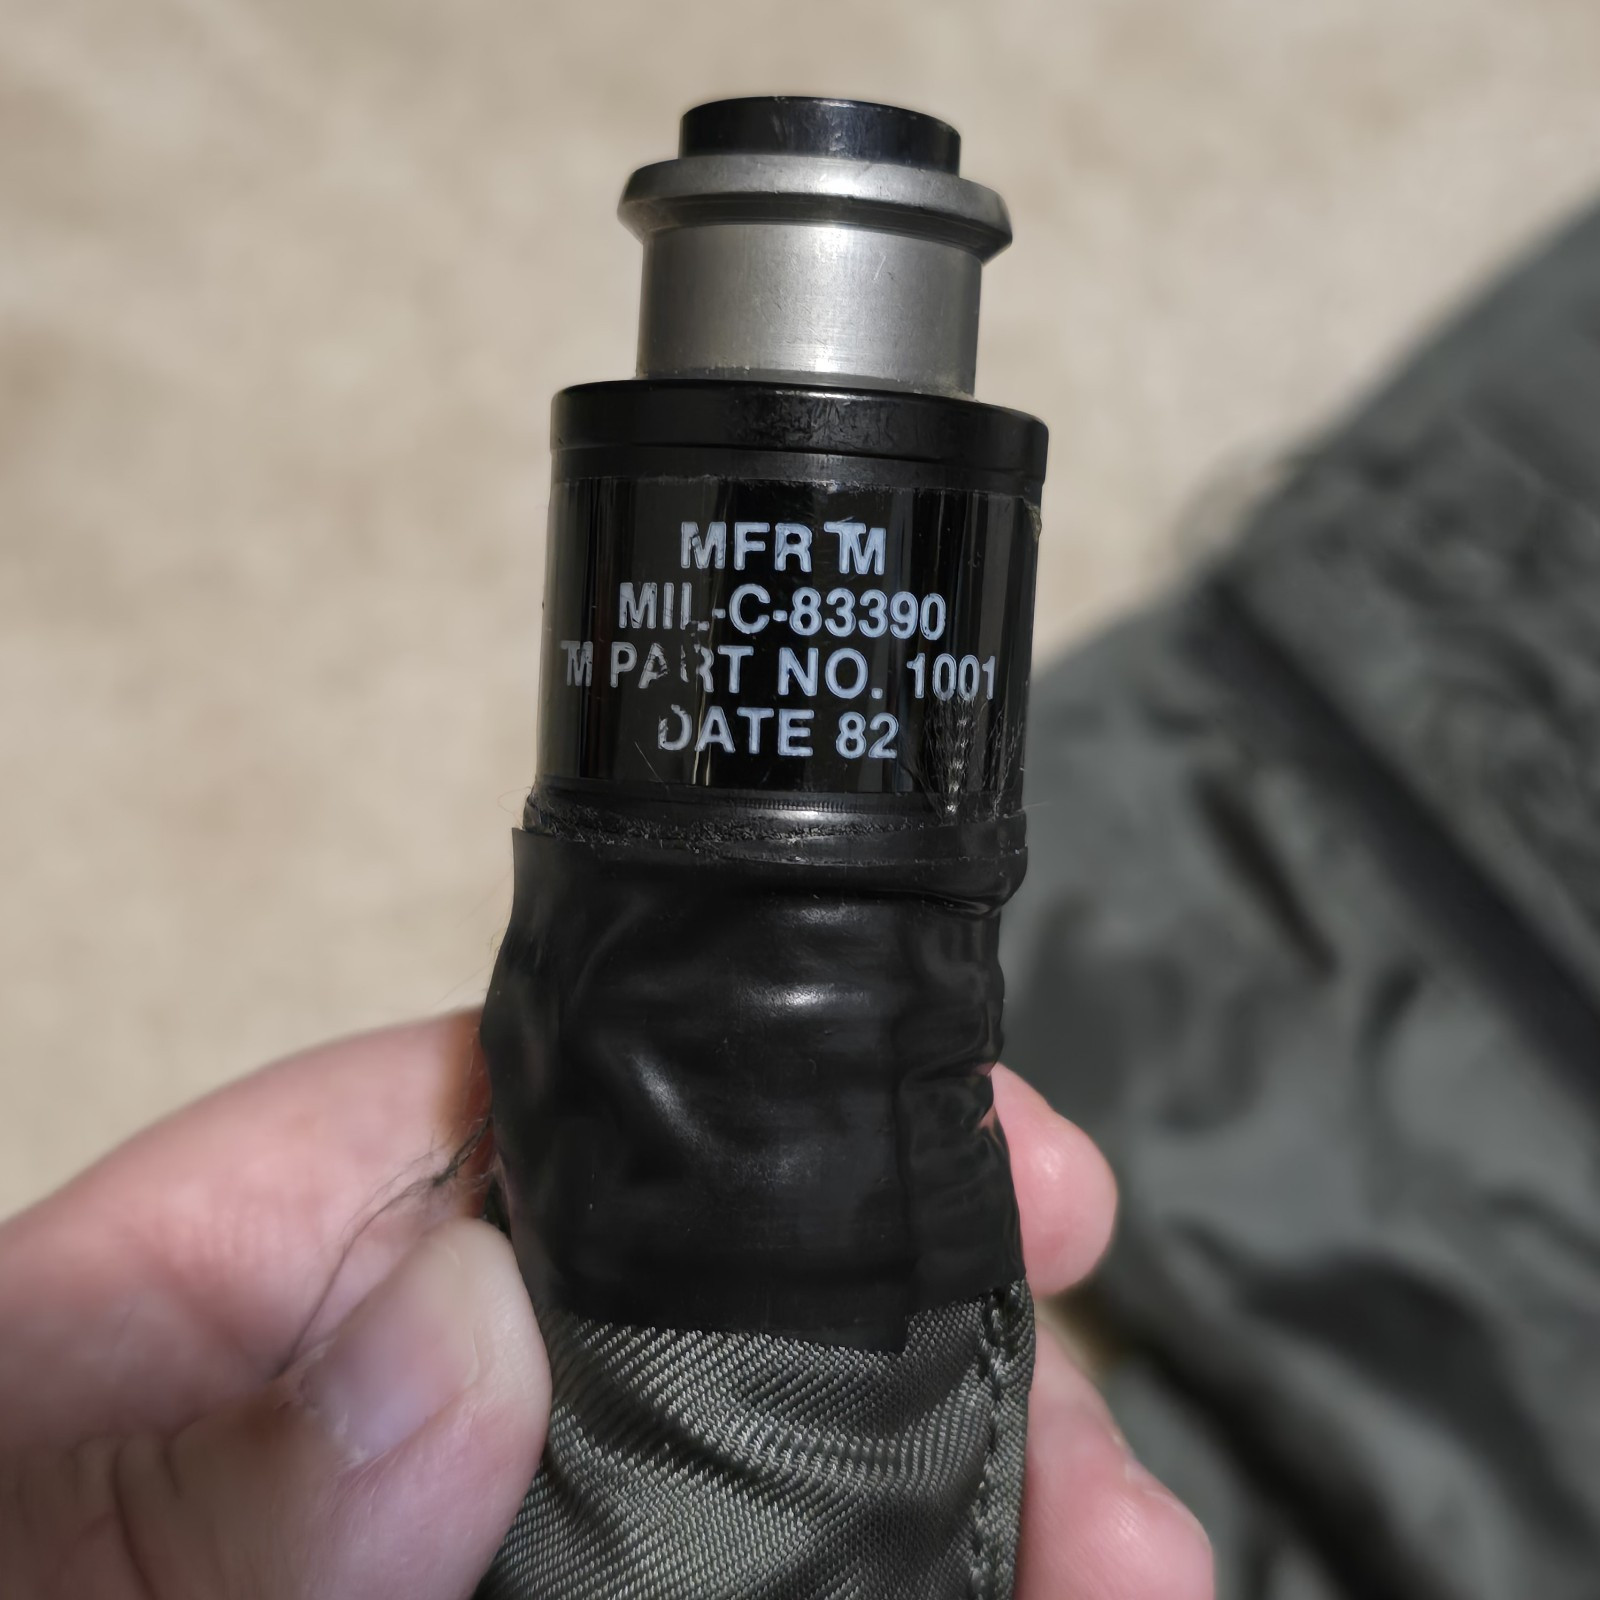 MFR TM
MIL-C-83390
TM PART NO. 1001
DATE 82